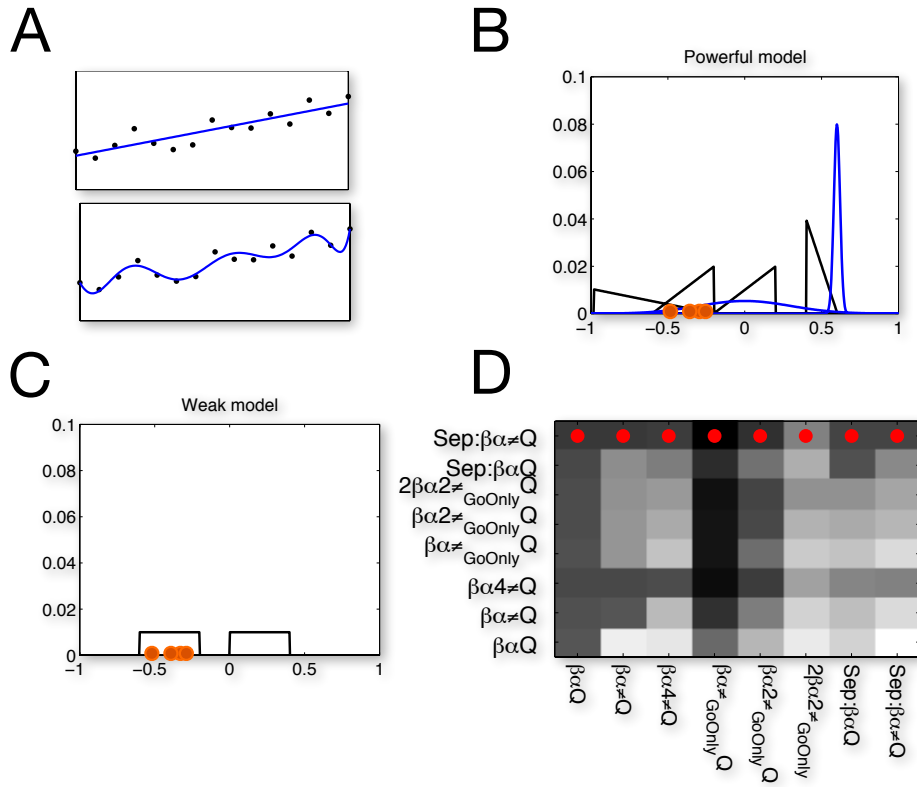 A
B
Powerful model
0.1
0.08
0.06
0.04
0.02
0
−1
−0.5
0
0.5
1
C
Weak model
0.1
0.08
0.06
0.04
0.02
0
−1
−0.5
0
0.5
1
D
Sep:βα≠Q
Sep:βαQ
2βα2≠GoOnlyQ
βα2≠GoOnlyQ
βα≠GoOnlyQ
βα4≠Q
βα≠Q
βαQ
βαQ
βα≠Q
βα4≠Q
βα≠GoOnlyQ
βα2≠GoOnlyQ
2βα2≠GoOnly
Sep:βαQ
Sep:βα≠Q